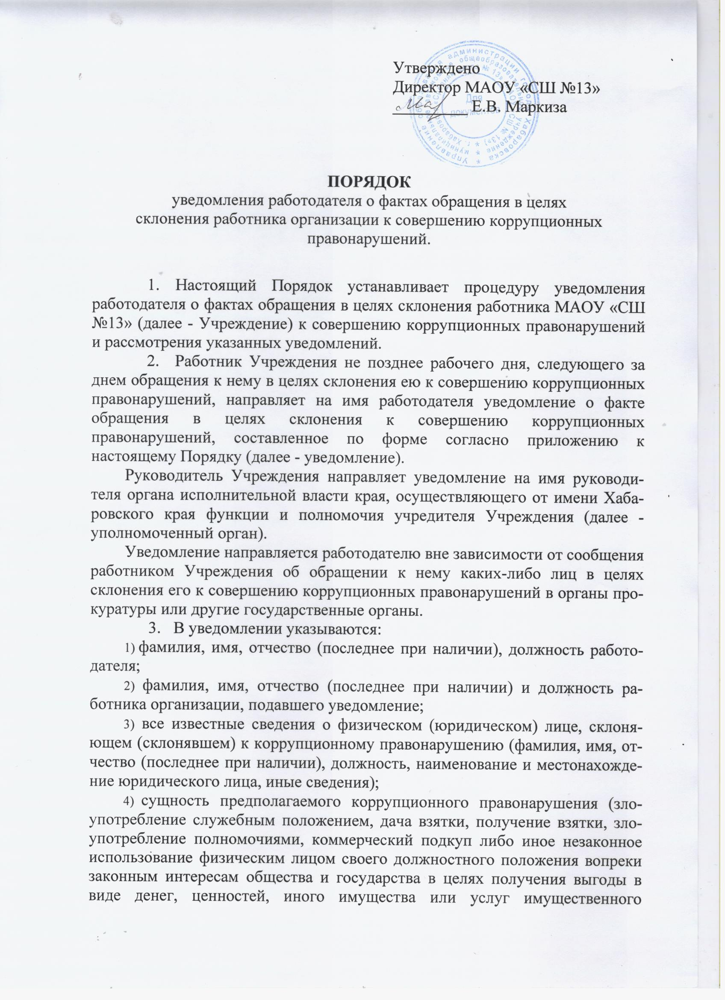 Утверждено
Директор МАОУ «СШ №13»
Е.В. Маркиза
Управление образования администрации города Хабаровска
Для
документов
ПОРЯДОК
уведомления работодателя о фактах обращения в целях
склонения работника организации к совершению коррупционных
правонарушений.
1. Настоящий Порядок устанавливает процедуру уведомления
работодателя о фактах обращения в целях склонения работника МАОУ «СШ
№13» (далее - Учреждение) к совершению коррупционных правонарушений
и рассмотрения указанных уведомлений.
2. Работник Учреждения не позднее рабочего дня, следующего за
днем обращения к нему в целях склонения ею к совершению коррупционных
правонарушений, направляет на имя работодателя уведомление о факте
обращения в целях склонения к совершению коррупционных
правонарушений, составленное по форме согласно приложению к
настоящему Порядку (далее - уведомление).
Руководитель Учреждения направляет уведомление на имя руководи-
теля органа исполнительной власти края, осуществляющего от имени Хаба-
ровского края функции и полномочия учредителя Учреждения (далее -
уполномоченный орган).
Уведомление направляется работодателю вне зависимости от сообщения
работником Учреждения об обращении к нему каких-либо лиц в целях
склонения его к совершению коррупционных правонарушений в органы про-
куратуры или другие государственные органы.
3. В уведомлении указываются:
1) фамилия, имя, отчество (последнее при наличии), должность работо-
дателя;
2) фамилия, имя, отчество (последнее при наличии) и должность ра-
ботника организации, подавшего уведомление;
3) все известные сведения о физическом (юридическом) лице, склоня-
ющем (склонявшем) к коррупционному правонарушению (фамилия, имя, от-
чество (последнее при наличии), должность, наименование и местонахожде-
ние юридического лица, иные сведения);
4) сущность предполагаемого коррупционного правонарушения (зло-
употребление служебным положением, дача взятки, получение взятки, зло-
употребление полномочиями, коммерческий подкуп либо иное незаконное
использование физическим лицом своего должностного положения вопреки
законным интересам общества и государства в целях получения выгоды в
виде денег, ценностей, иного имущества или услуг имущественного